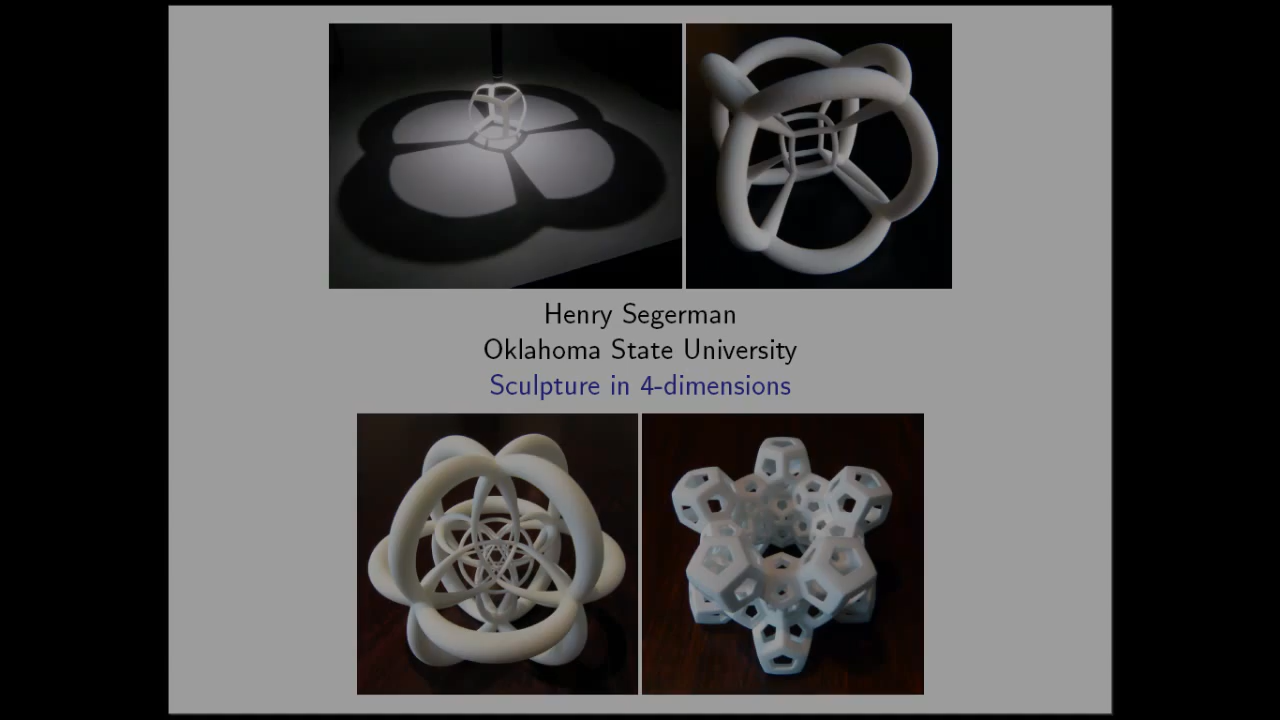 Henry Segerman
Oklahoma State University
Sculpture in 4-dimensions